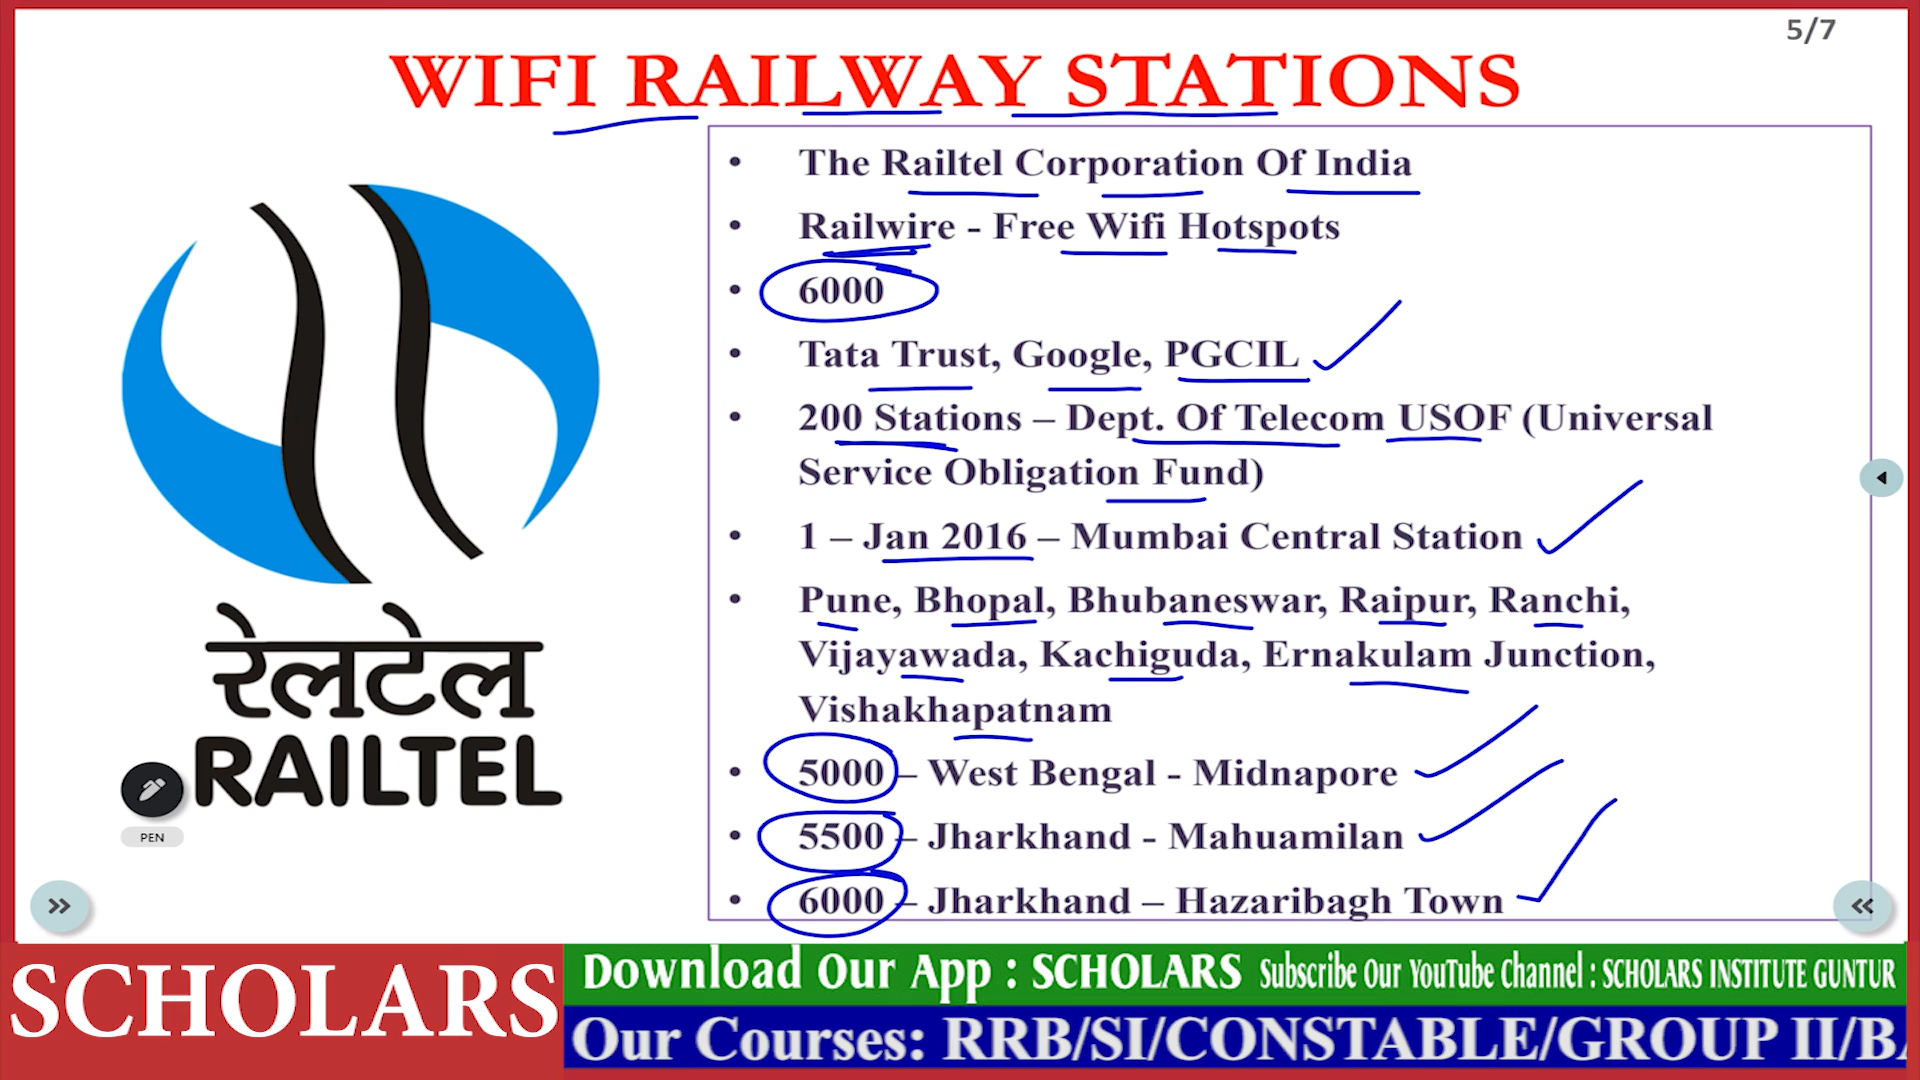 5/7
WIFI RAILWAY STATIONS
• The Railtel Corporation Of India
• Railwire - Free Wifi Hotspots
• 6000
• Tata Trust, Google, PGCIL
• 200 Stations – Dept. Of Telecom USOF (Universal
Service Obligation Fund)
• 1 – Jan 2016 – Mumbai Central Station
• Pune, Bhopal, Bhubaneswar, Raipur, Ranchi,
Vijayawada, Kachiguda, Ernakulam Junction,
Vishakhapatnam
• 5000 – West Bengal - Midnapore
• 5500 – Jharkhand - Mahuamilan
• 6000 – Jharkhand – Hazaribagh Town
रेलटेल
RAILTEL
PEN
SCHOLARS
Download Our App : SCHOLARS Subscribe Our YouTube Channel : SCHOLARS INSTITUTE GUNTUR
Our Courses: RRB/SI/CONSTABLE/GROUP II/BA